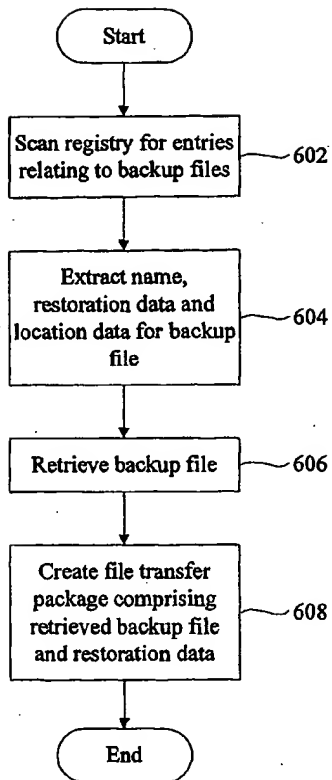 Start
Scan registry for entries
relating to backup files
602
Extract name,
restoration data and
location data for backup
file
604
Retrieve backup file
606
Create file transfer
package comprising
retrieved backup file
and restoration data
608
End